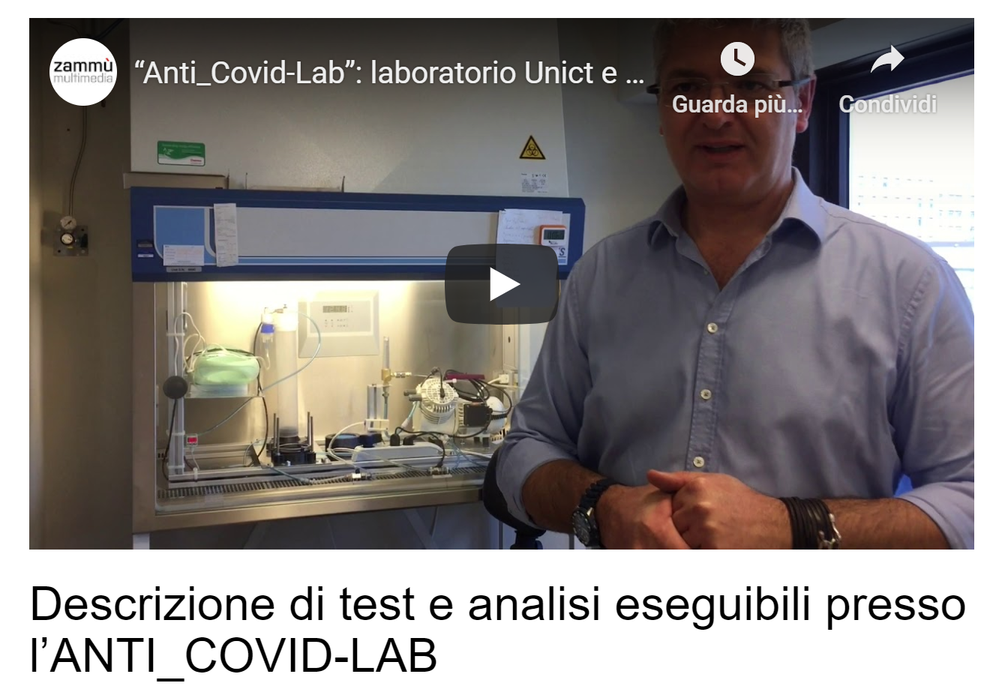 zammù
multimedia
“Anti_Covid-Lab”: laboratorio Unict e ...
Guarda più...
Condividi
Descrizione di test e analisi eseguibili presso
l’ANTI_COVID-LAB